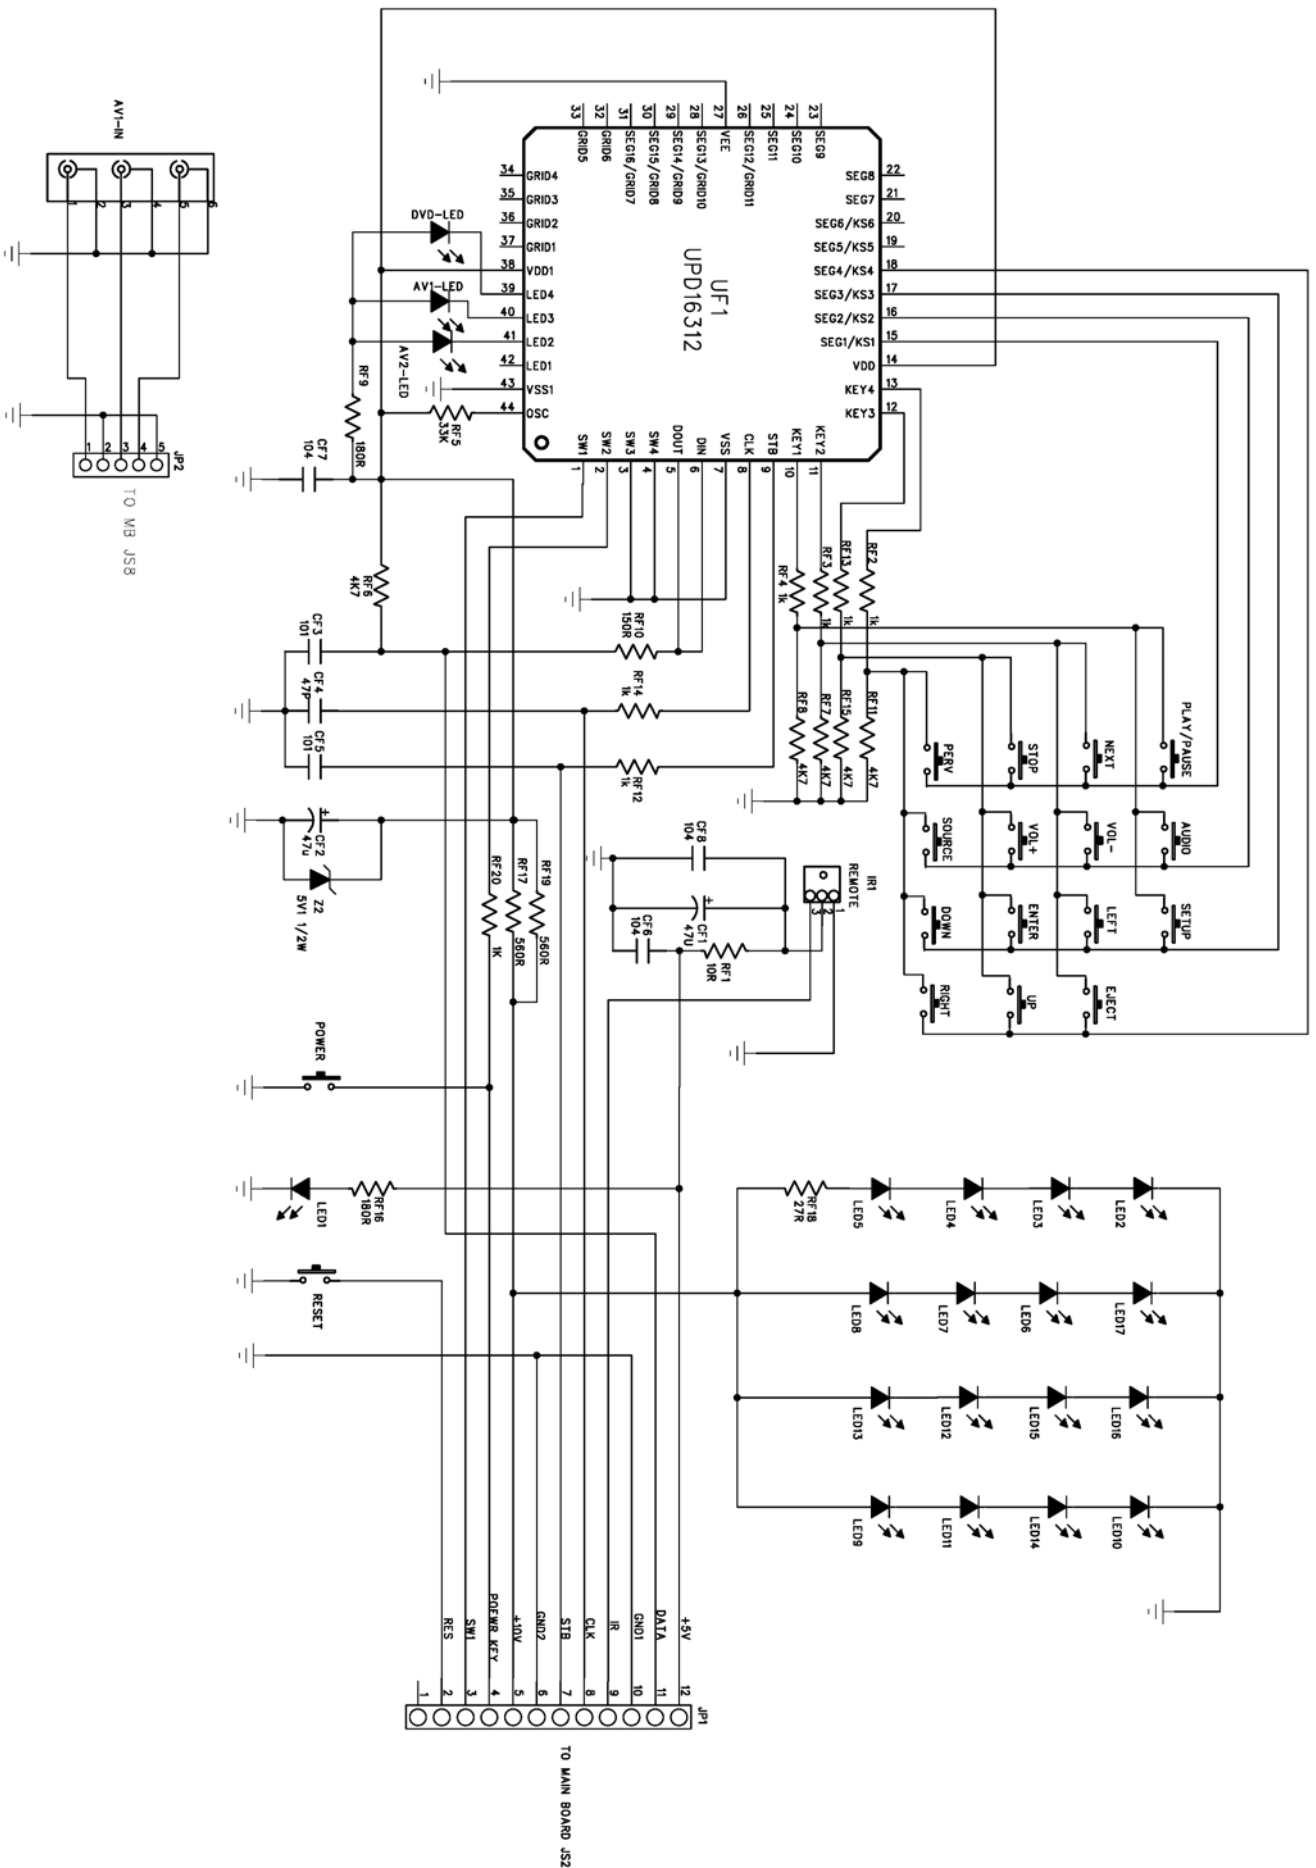 AV1-IN
1
2
3
4
5
6
JP2
1
2
3
4
5
TO MB JS8
UF1
UPD16312
33 GRID5
32 GRID6
31 SEG16/GRID7
30 SEG15/GRID8
29 SEG14/GRID9
28 SEG13/GRID10
27 VEE
26 SEG12/GRID11
25 SEG11
24 SEG10
23 SEG9
34 GRID4
35 GRID3
36 GRID2
37 GRID1
38 VDD1
39 LED4
40 LED3
41 LED2
42 LED1
43 VSS1
44 OSC
SEG8 22
SEG7 21
SEG6/KS6 20
SEG5/KS5 19
SEG4/KS4 18
SEG3/KS3 17
SEG2/KS2 16
SEG1/KS1 15
VDD 14
KEY4 13
KEY3 12
SW1 1
SW2 2
SW3 3
SW4 4
DOUT 5
DIN 6
VSS 7
CLK 8
STB 9
KEY1 10
KEY2 11
DVD-LED
AV1-LED
AV2-LED
RF9
180R
RF5
33K
CF7
104
RF6
4K7
RF10
150R
RF14
1k
RF12
1k
CF3
101
CF4
47P
CF5
101
CF2
47u
Z2
5V1 1/2W
RF4 1k
RF3
1k
RF13
1k
RF2
1k
RF8
4K7
RF7
4K7
RF15
4K7
RF11
4K7
PLAY/PAUSE
NEXT
STOP
PERV
AUDIO
VOL-
VOL+
SOURCE
SETUP
LEFT
ENTER
DOWN
EJECT
UP
RIGHT
IR1
REMOTE
1
2
3
CF8
104
CF1
47U
CF6
104
RF1
10R
RF20
1K
RF17
560R
RF19
560R
POWER
LED1
RF16
180R
RESET
RF18
27R
LED5
LED4
LED3
LED2
LED8
LED7
LED6
LED17
LED13
LED12
LED15
LED16
LED9
LED11
LED14
LED10
JP1
+5V 12
DATA 11
GND1 10
IR 9
CLK 8
STB 7
GND2 6
+10V 5
POEWR KEY 4
SW1 3
RES 2
1
TO MAIN BOARD JS2